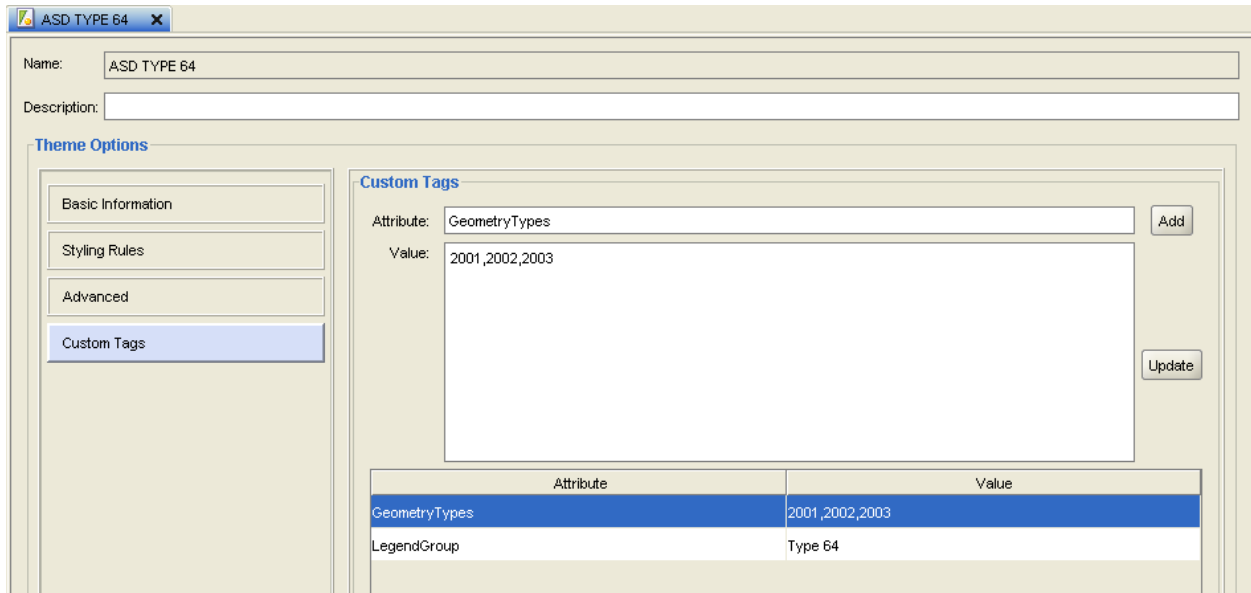 ASD TYPE 64
Name: ASD TYPE 64
Description:
Theme Options
Basic Information
Styling Rules
Advanced
Custom Tags
Custom Tags
Attribute: GeometryTypes Add
Value: 2001,2002,2003
Update
Attribute Value
GeometryTypes 2001,2002,2003
LegendGroup Type 64